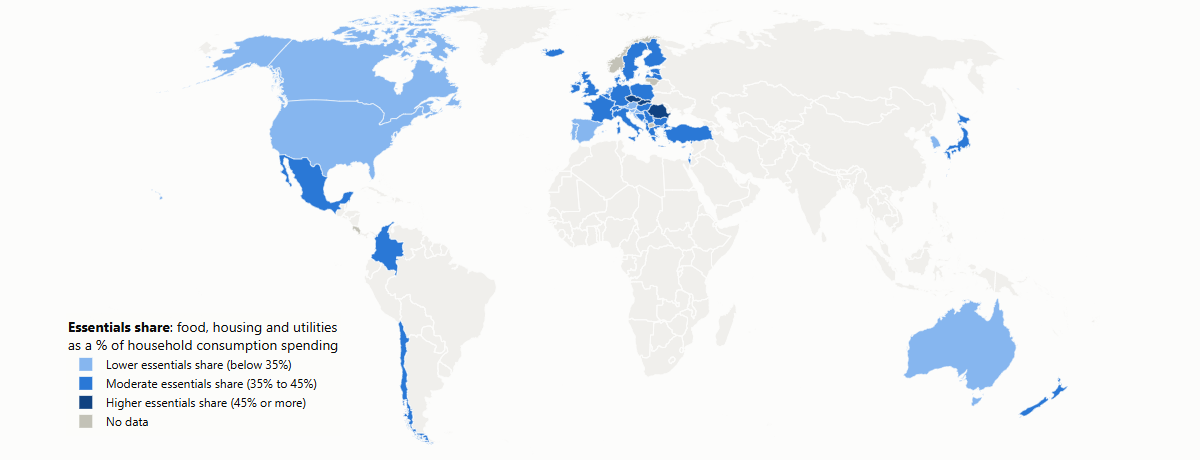 Essentials share: food, housing and utilities
as a % of household consumption spending
Lower essentials share (below 35%)
Moderate essentials share (35% to 45%)
Higher essentials share (45% or more)
No data